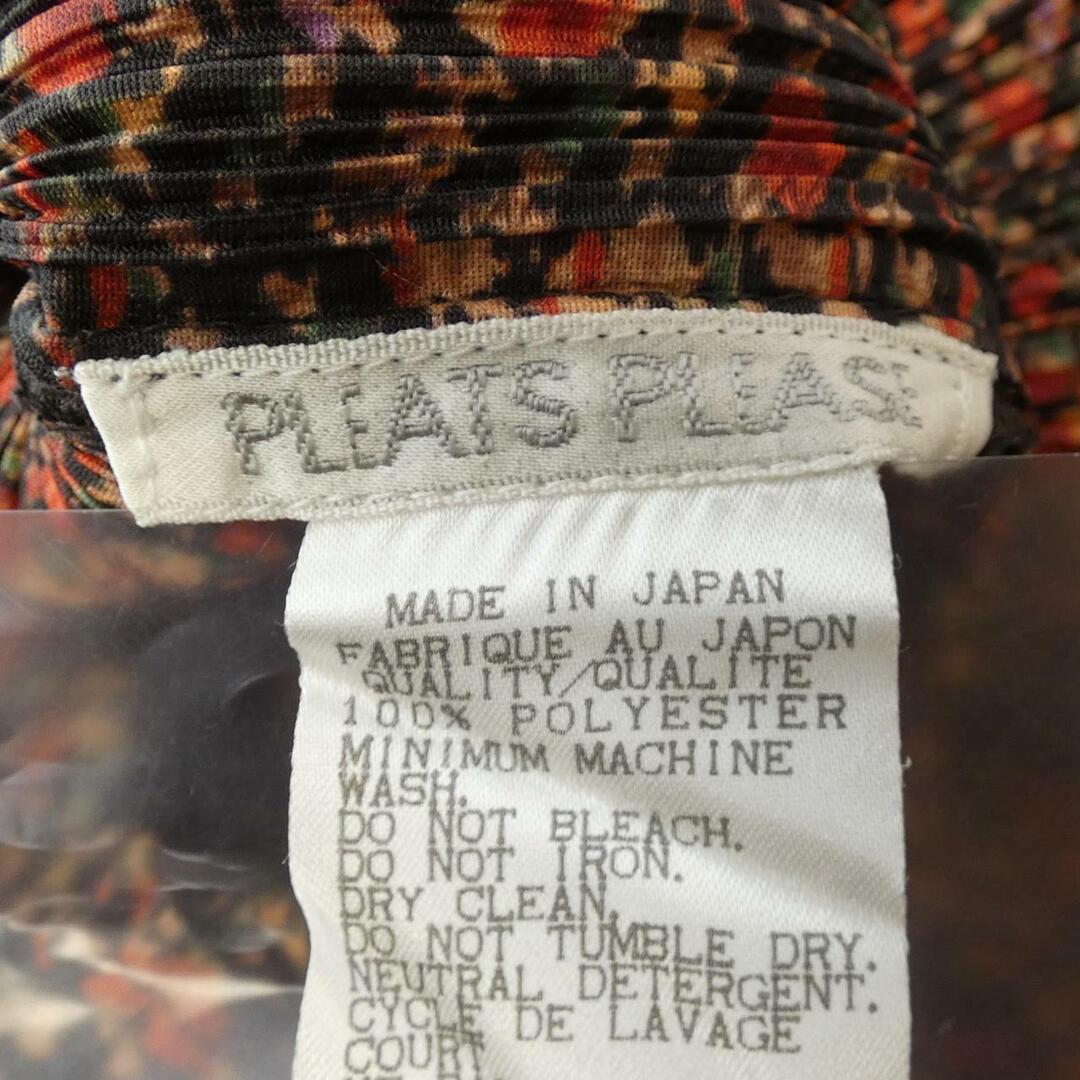 PLEATS PLEASE
MADE IN JAPAN
FABRIQUE AU JAPON
QUALITY/QUALITE
100% POLYESTER
MINIMUM MACHINE
WASH.
DO NOT BLEACH.
DO NOT IRON.
DRY CLEAN.
DO NOT TUMBLE DRY.
NEUTRAL DETERGENT.
CYCLE DE LAVAGE
COURT